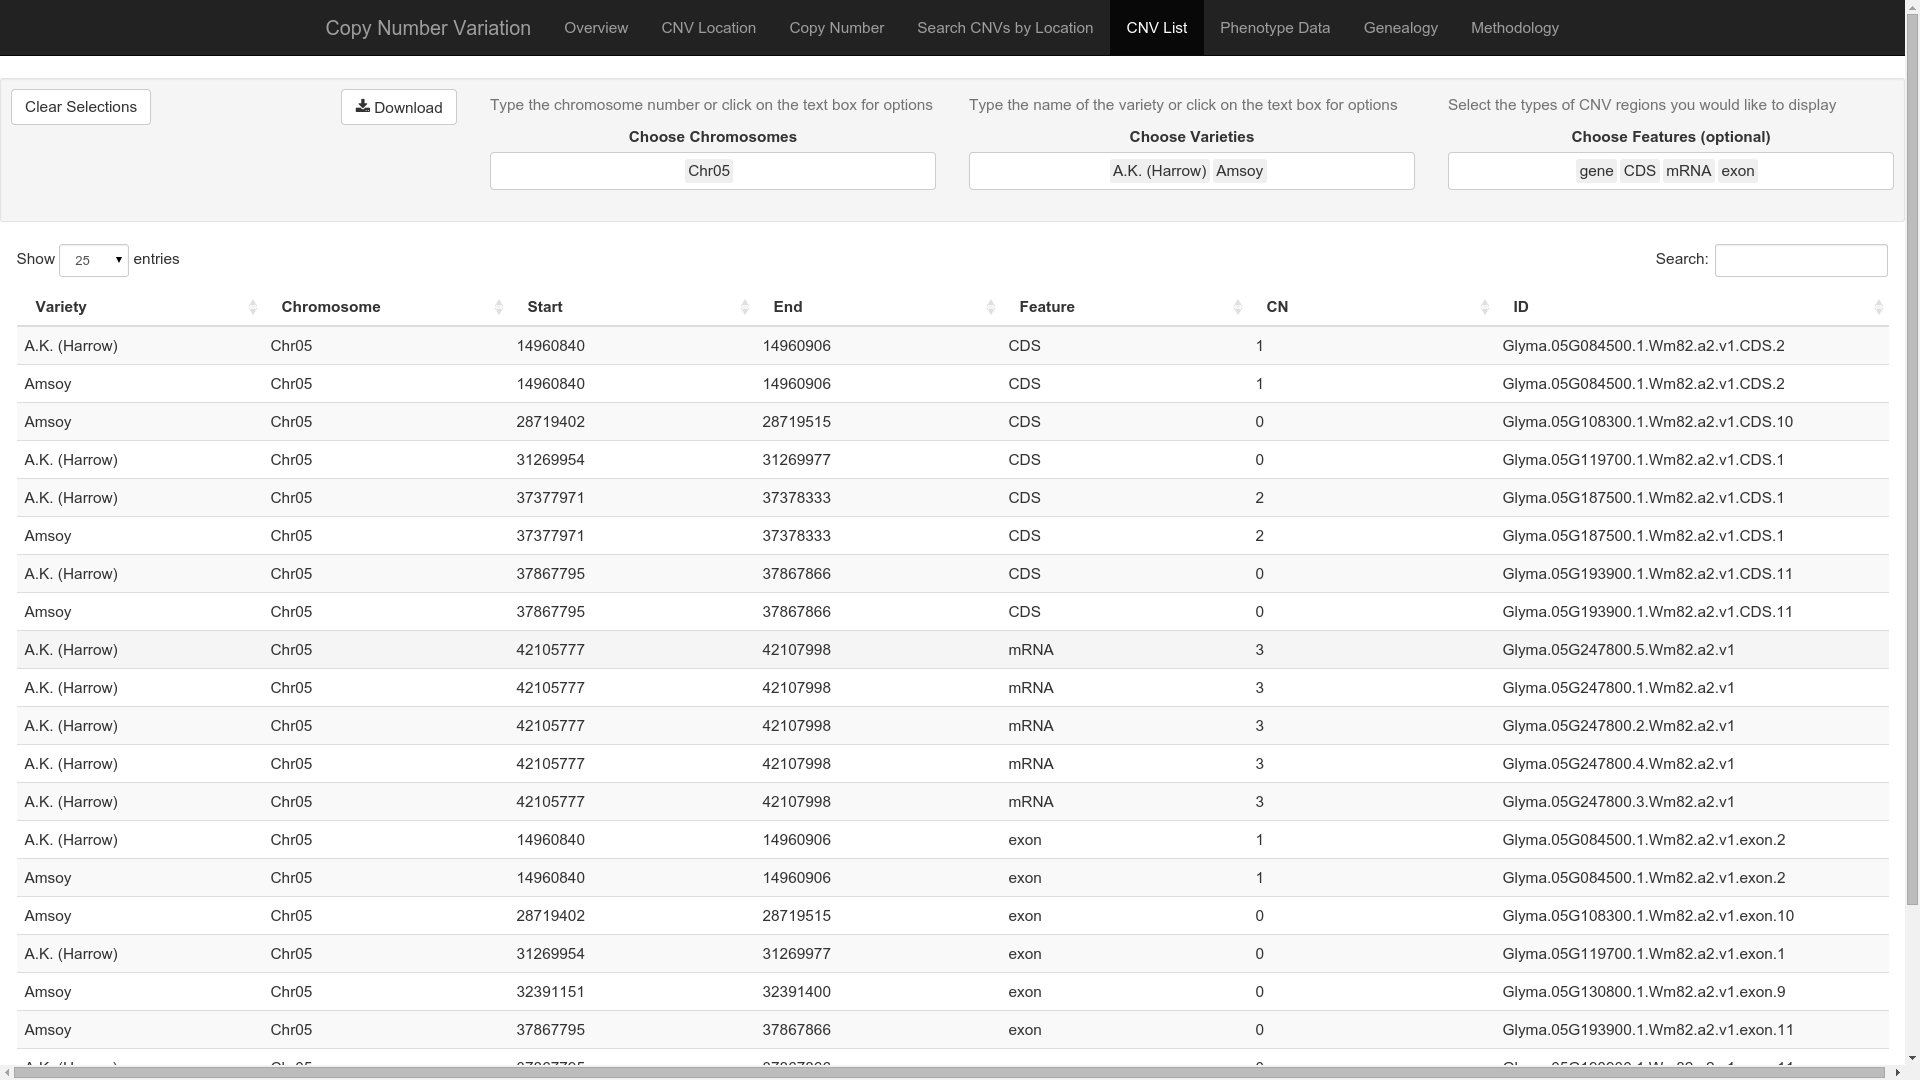 Copy Number Variation Overview CNV Location Copy Number Search CNVs by Location CNV List Phenotype Data Genealogy Methodology
Clear Selections Download Type the chromosome number or click on the text box for options Type the name of the variety or click on the text box for options Select the types of CNV regions you would like to display
Choose Chromosomes Choose Varieties Choose Features (optional)
Chr05 A.K. (Harrow) Amsoy gene CDS mRNA exon
Show 25 entries Search:
Variety Chromosome Start End Feature CN ID
A.K. (Harrow) Chr05 14960840 14960906 CDS 1 Glyma.05G084500.1.Wm82.a2.v1.CDS.2
Amsoy Chr05 14960840 14960906 CDS 1 Glyma.05G084500.1.Wm82.a2.v1.CDS.2
Amsoy Chr05 28719402 28719515 CDS 0 Glyma.05G108300.1.Wm82.a2.v1.CDS.10
A.K. (Harrow) Chr05 31269954 31269977 CDS 0 Glyma.05G119700.1.Wm82.a2.v1.CDS.1
A.K. (Harrow) Chr05 37377971 37378333 CDS 2 Glyma.05G187500.1.Wm82.a2.v1.CDS.1
Amsoy Chr05 37377971 37378333 CDS 2 Glyma.05G187500.1.Wm82.a2.v1.CDS.1
A.K. (Harrow) Chr05 37867795 37867866 CDS 0 Glyma.05G193900.1.Wm82.a2.v1.CDS.11
Amsoy Chr05 37867795 37867866 CDS 0 Glyma.05G193900.1.Wm82.a2.v1.CDS.11
A.K. (Harrow) Chr05 42105777 42107998 mRNA 3 Glyma.05G247800.5.Wm82.a2.v1
A.K. (Harrow) Chr05 42105777 42107998 mRNA 3 Glyma.05G247800.1.Wm82.a2.v1
A.K. (Harrow) Chr05 42105777 42107998 mRNA 3 Glyma.05G247800.2.Wm82.a2.v1
A.K. (Harrow) Chr05 42105777 42107998 mRNA 3 Glyma.05G247800.4.Wm82.a2.v1
A.K. (Harrow) Chr05 42105777 42107998 mRNA 3 Glyma.05G247800.3.Wm82.a2.v1
A.K. (Harrow) Chr05 14960840 14960906 exon 1 Glyma.05G084500.1.Wm82.a2.v1.exon.2
Amsoy Chr05 14960840 14960906 exon 1 Glyma.05G084500.1.Wm82.a2.v1.exon.2
Amsoy Chr05 28719402 28719515 exon 0 Glyma.05G108300.1.Wm82.a2.v1.exon.10
A.K. (Harrow) Chr05 31269954 31269977 exon 0 Glyma.05G119700.1.Wm82.a2.v1.exon.1
Amsoy Chr05 32391151 32391400 exon 0 Glyma.05G130800.1.Wm82.a2.v1.exon.9
Amsoy Chr05 37867795 37867866 exon 0 Glyma.05G193900.1.Wm82.a2.v1.exon.11